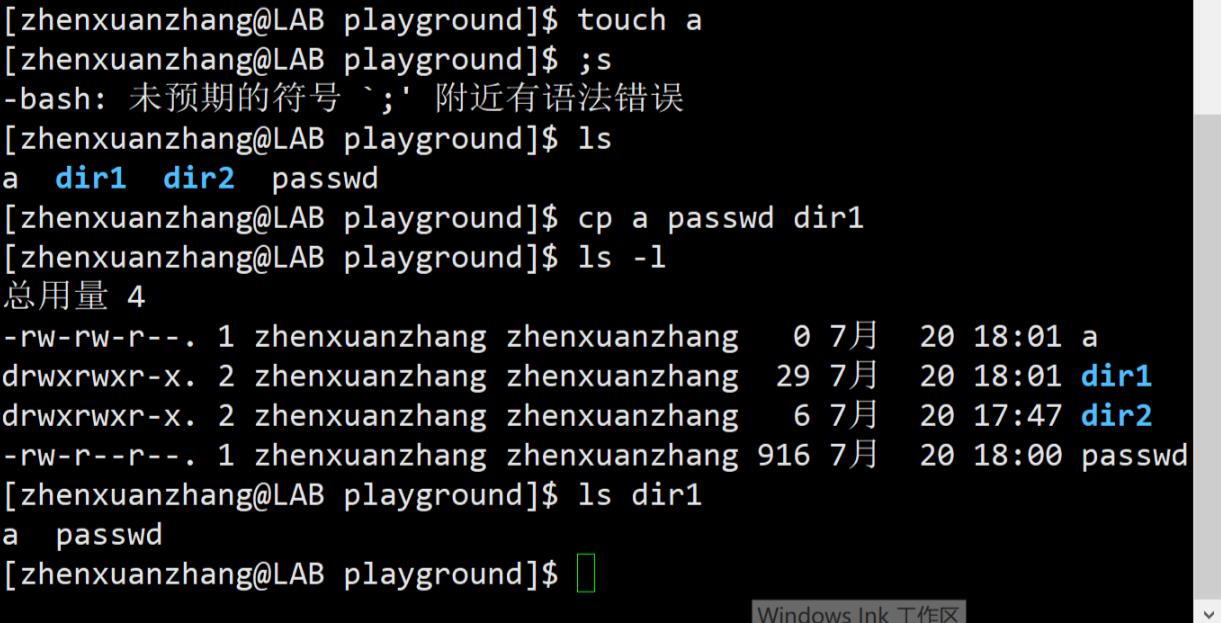 [zhenxuanzhang@LAB playground]$ touch a
[zhenxuanzhang@LAB playground]$ ;s
-bash: 未预期的符号 `;' 附近有语法错误
[zhenxuanzhang@LAB playground]$ ls
a  dir1  dir2  passwd
[zhenxuanzhang@LAB playground]$ cp a passwd dir1
[zhenxuanzhang@LAB playground]$ ls -l
总用量 4
-rw-rw-r--. 1 zhenxuanzhang zhenxuanzhang   0 7月  20 18:01 a
drwxrwxr-x. 2 zhenxuanzhang zhenxuanzhang  29 7月  20 18:01 dir1
drwxrwxr-x. 2 zhenxuanzhang zhenxuanzhang   6 7月  20 17:47 dir2
-rw-r--r--. 1 zhenxuanzhang zhenxuanzhang 916 7月  20 18:00 passwd
[zhenxuanzhang@LAB playground]$ ls dir1
a  passwd
[zhenxuanzhang@LAB playground]$
Windows Ink 工作区